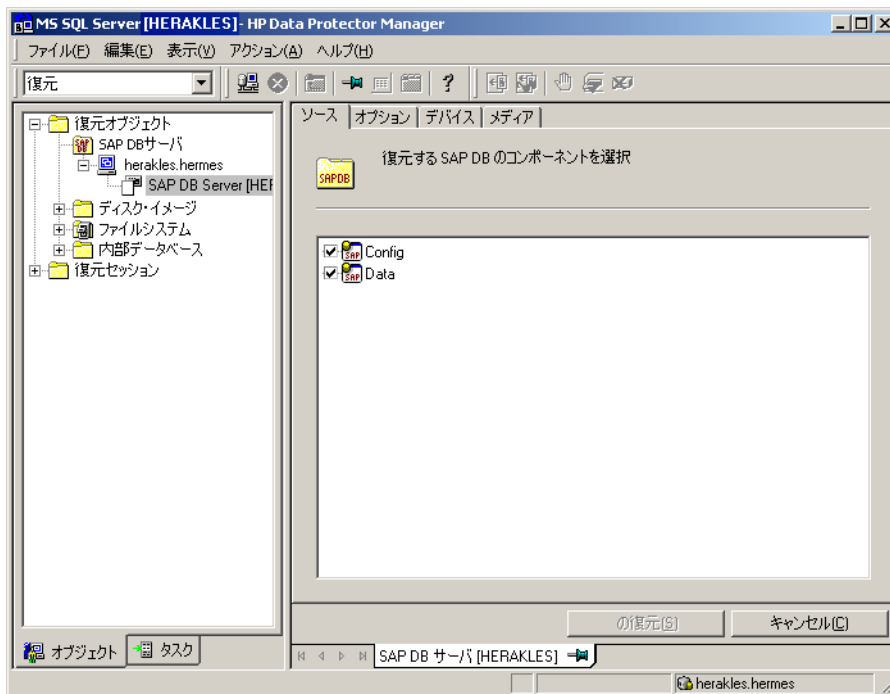 MS SQL Server [HERAKLES] - HP Data Protector Manager
ファイル(F) 編集(E) 表示(V) アクション(A) ヘルプ(H)
復元
復元オブジェクト
SAP DBサーバ
herakles.hermes
SAP DB Server [HEF
ディスク・イメージ
ファイルシステム
内部データベース
復元セッション
オブジェクト タスク
ソース オプション デバイス メディア
SAPDB
復元する SAP DB のコンポーネントを選択
SAP Config
SAP Data
の復元(S) キャンセル(C)
SAP DB サーバ [HERAKLES]
herakles.hermes